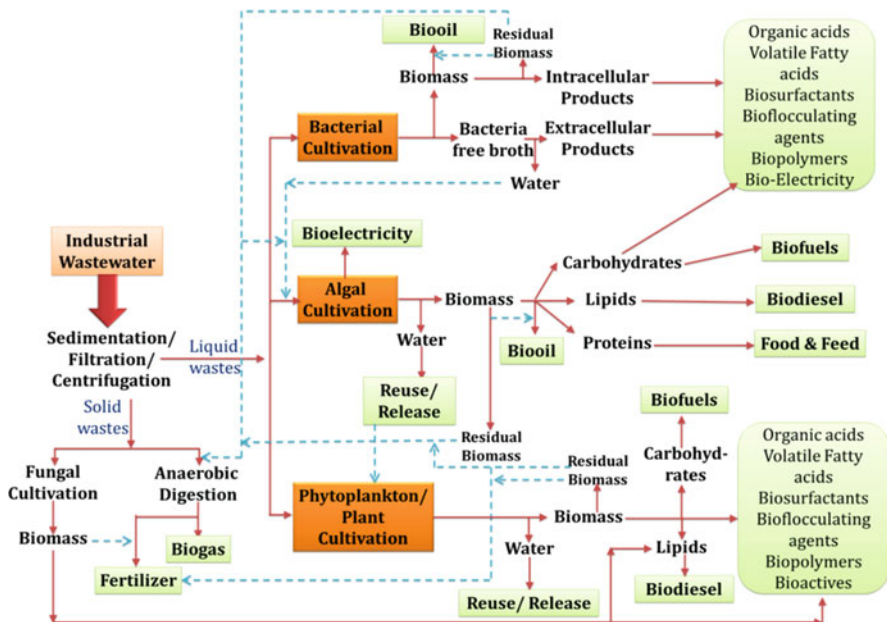 Biooil
Residual
Biomass
Biomass
Intracellular
Products
Organic acids
Volatile Fatty
acids
Biosurfactants
Bioflocculating
agents
Biopolymers
Bio-Electricity
Bacterial
Cultivation
Bacteria
free broth
Extracellular
Products
Water
Industrial
Wastewater
Bioelectricity
Carbohydrates
Biofuels
Algal
Cultivation
Biomass
Lipids
Biodiesel
Sedimentation/
Filtration/
Centrifugation
Liquid
wastes
Water
Biooil
Proteins
Food & Feed
Solid
wastes
Reuse/
Release
Biofuels
Residual
Biomass
Residual
Biomass
Carbohyd-
rates
Organic acids
Volatile Fatty
acids
Biosurfactants
Bioflocculating
agents
Biopolymers
Bioactives
Fungal
Cultivation
Anaerobic
Digestion
Phytoplankton/
Plant
Cultivation
Biomass
Biomass
Biogas
Water
Lipids
Fertilizer
Biodiesel
Reuse/ Release